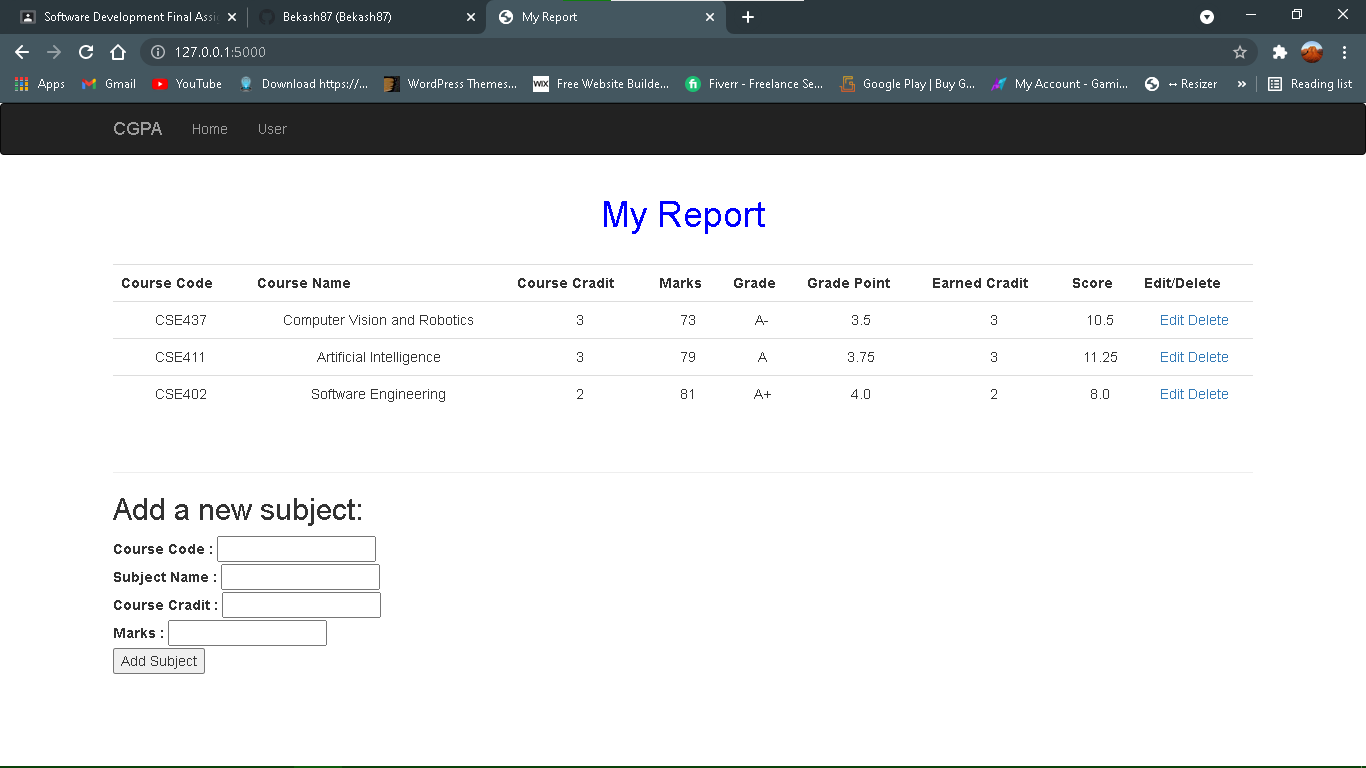 Software Development Final Assi
Bekash87 (Bekash87)
My Report
127.0.0.1:5000
Apps Gmail YouTube Download https://... WordPress Themes... WIX Free Website Builde... fi Fiverr - Freelance Se... Google Play | Buy G... My Account - Gami... ↔ Resizer » Reading list
CGPA Home User
My Report
Course Code Course Name Course Cradit Marks Grade Grade Point Earned Cradit Score Edit/Delete
CSE437 Computer Vision and Robotics 3 73 A- 3.5 3 10.5 Edit Delete
CSE411 Artificial Intelligence 3 79 A 3.75 3 11.25 Edit Delete
CSE402 Software Engineering 2 81 A+ 4.0 2 8.0 Edit Delete
Add a new subject:
Course Code :
Subject Name :
Course Cradit :
Marks :
Add Subject